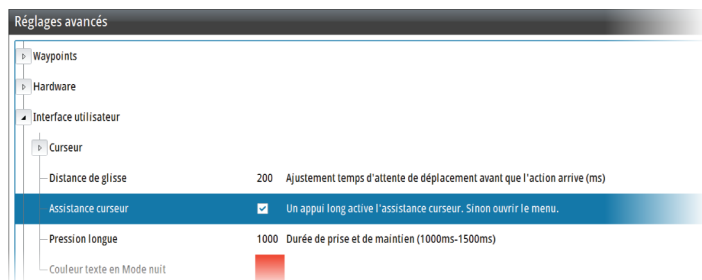 Réglages avancés
Waypoints
Hardware
Interface utilisateur
Curseur
Distance de glisse 200 Ajustement temps d'attente de déplacement avant que l'action arrive (ms)
Assistance curseur Un appui long active l'assistance curseur. Sinon ouvrir le menu.
Pression longue 1000 Durée de prise et de maintien (1000ms-1500ms)
Couleur texte en Mode nuit